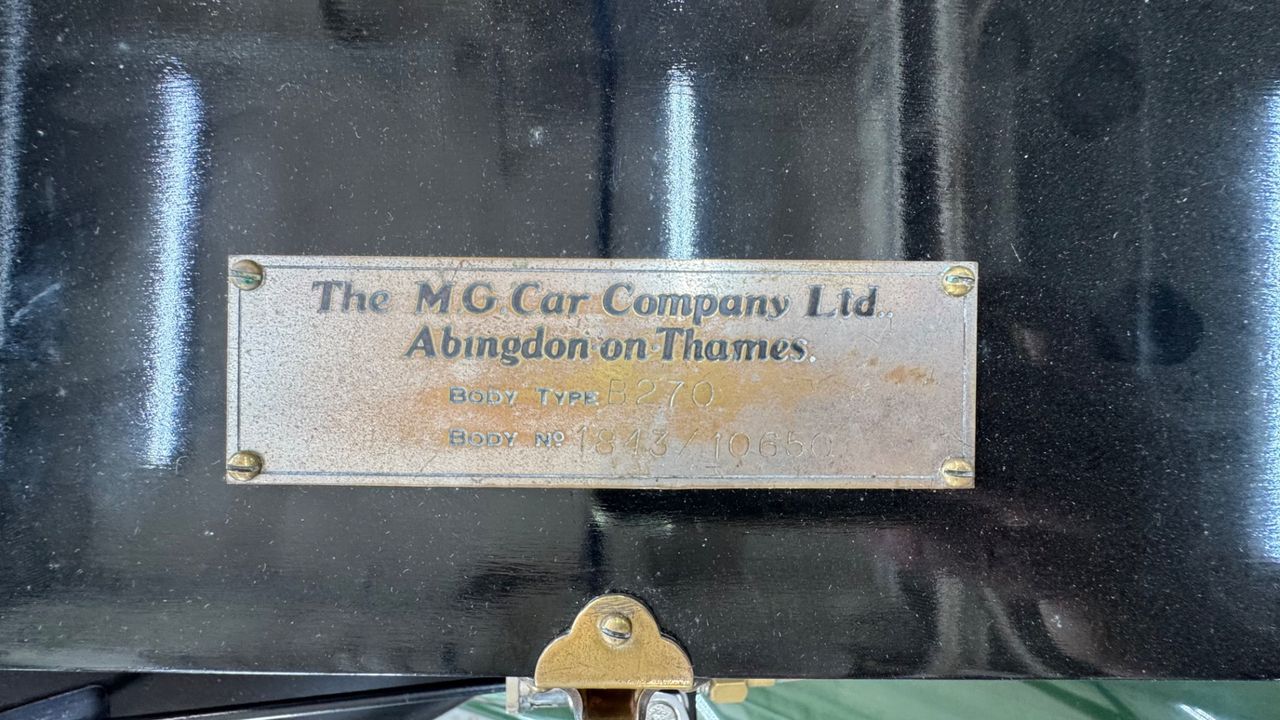 The M.G. Car Company Ltd.,
Abingdon-on-Thames.
BODY TYPE B270
BODY Nº 1843/10650